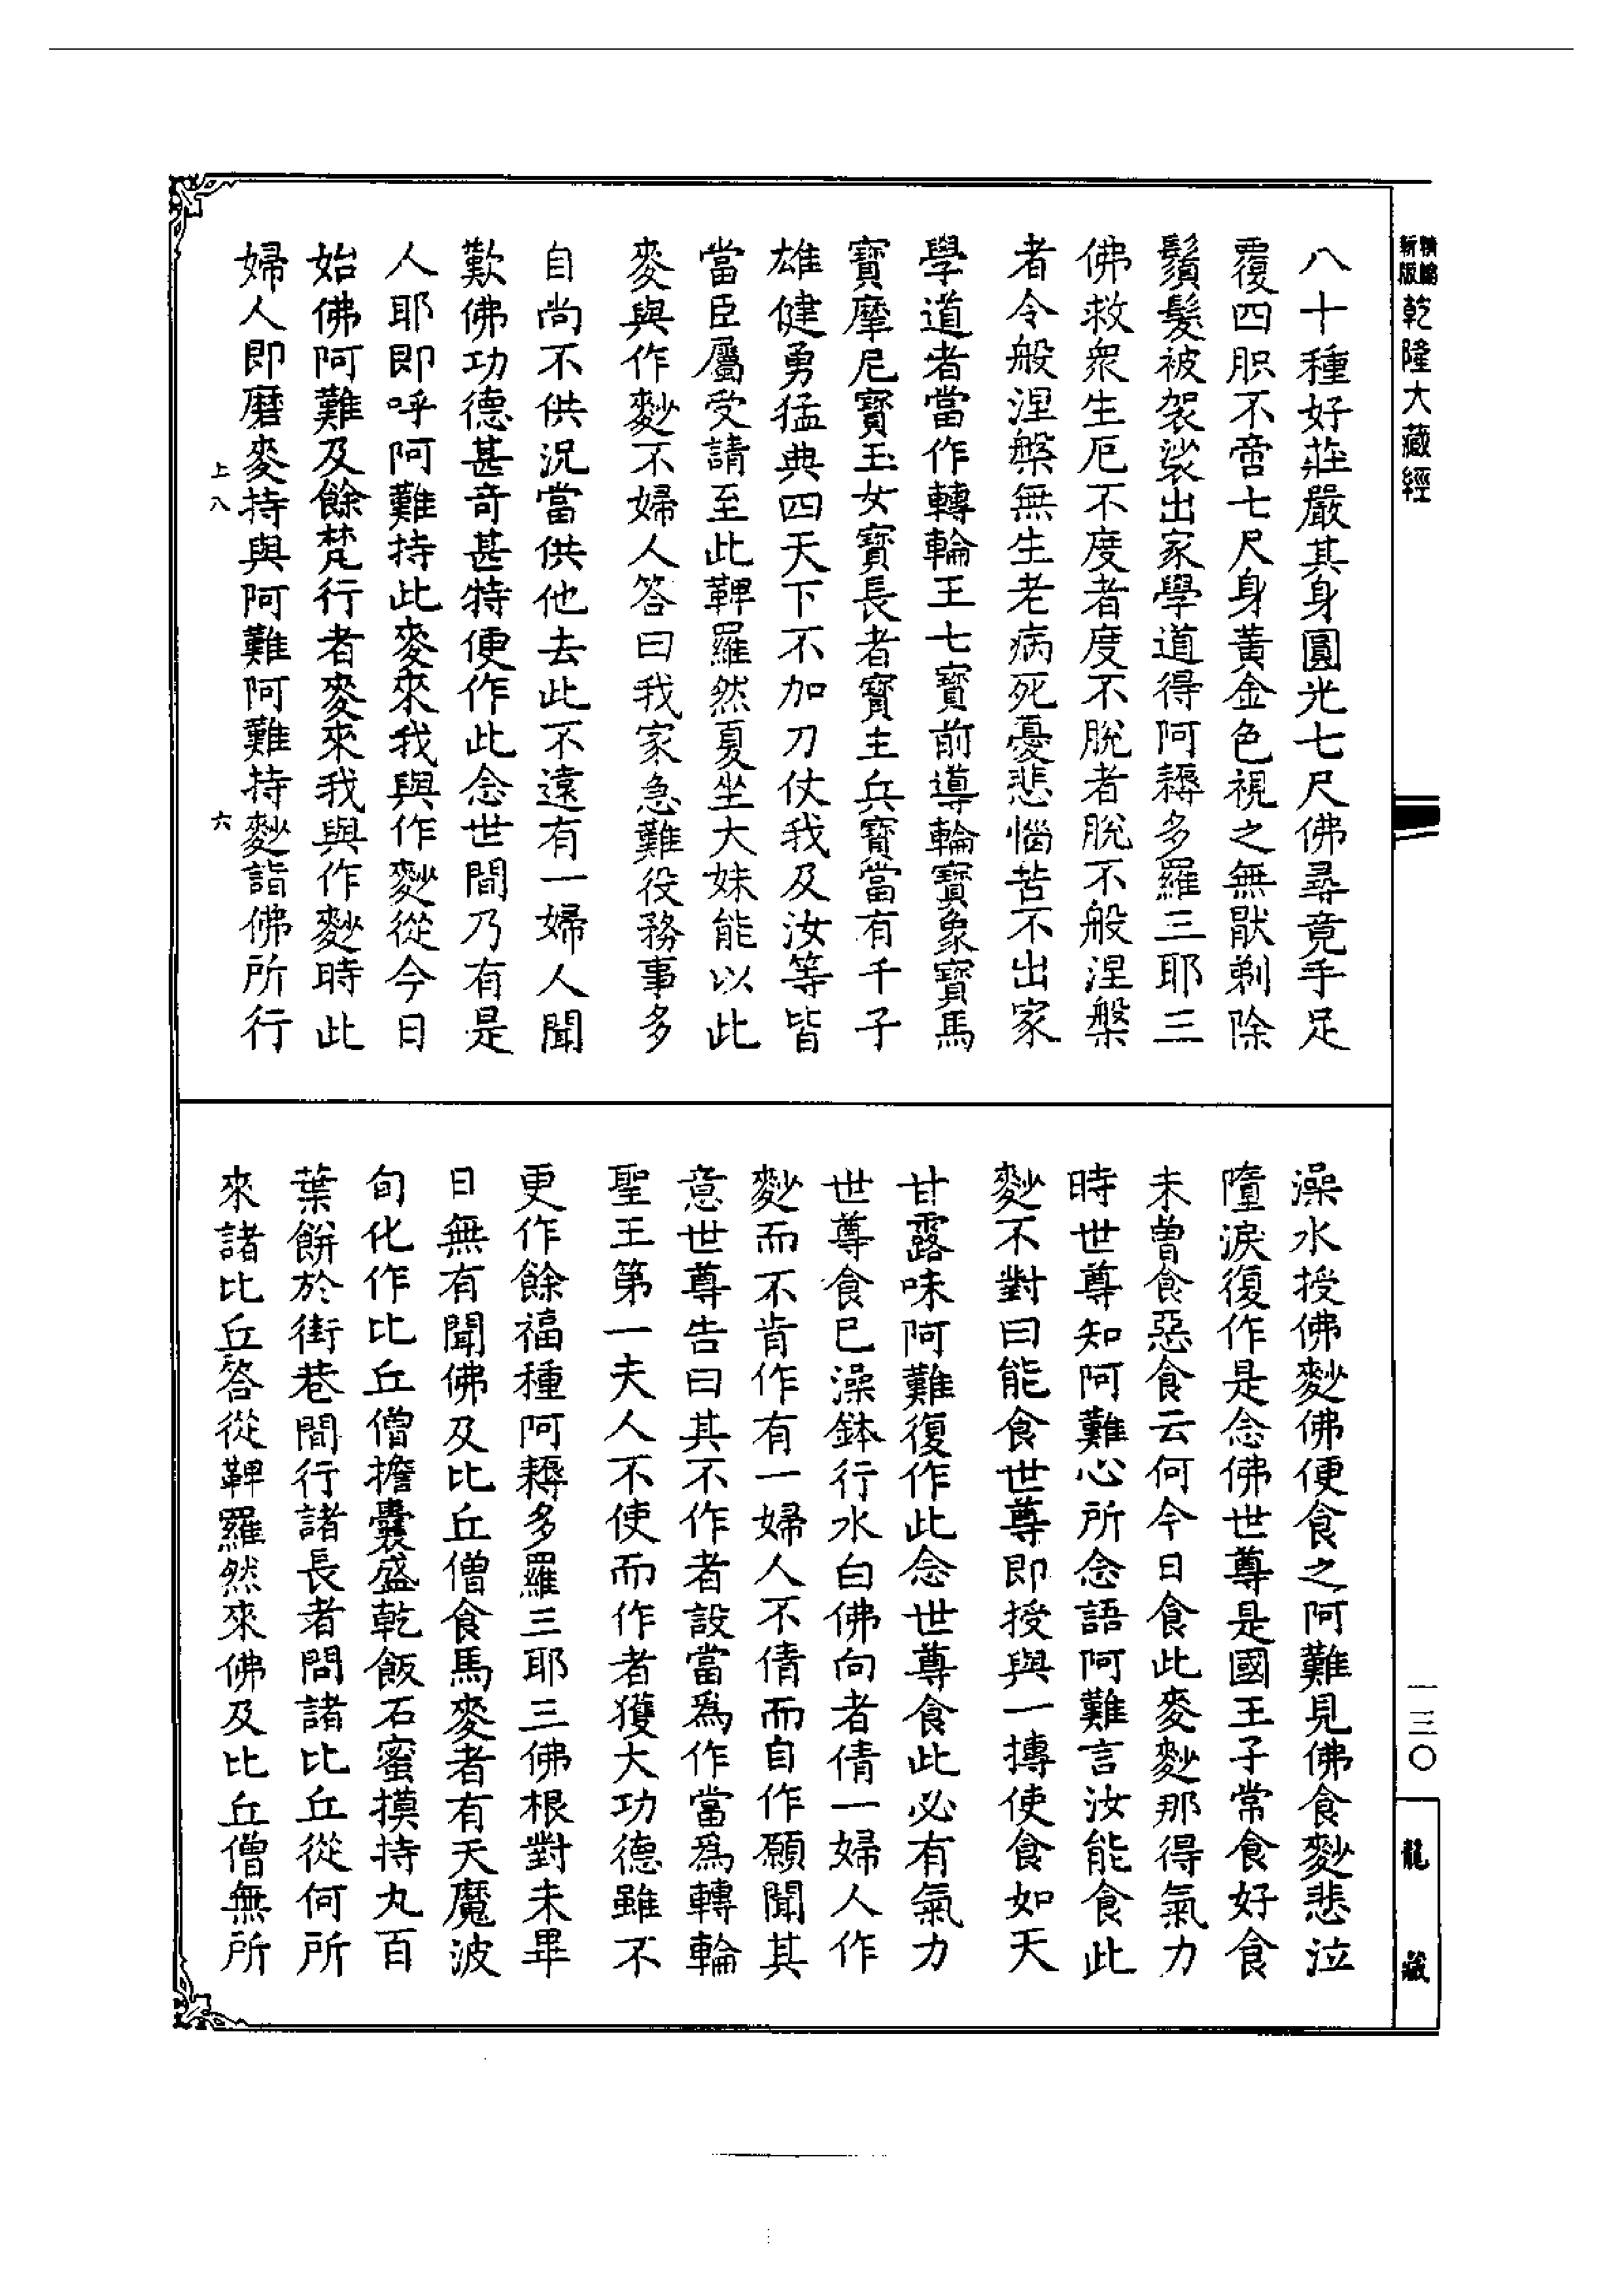 精編
新版
乾隆大藏經
八十種好莊嚴其身圓光七尺佛尋竟手足
覆四胑不啻七尺身黃金色視之無猒剃除
鬚髮被袈裟出家學道得阿耨多羅三耶三
佛救眾生厄不度者度不脫者脫不般涅槃
者令般涅槃無生老病死憂悲惱苦不出家
學道者當作轉輪王七寶前導輪寶象寶馬
寶摩尼寶玉女寶長者寶主兵寶當有千子
雄健勇猛典四天下不加刀仗我及汝等皆
當臣屬受請至此鞞羅然夏坐大妹能以此
麥與作麨不婦人答曰我家急難役務事多
自尚不供況當供他去此不遠有一婦人聞
歎佛功德甚奇甚特便作此念世間乃有是
人耶即呼阿難持此麥來我與作麨從今日
始佛阿難及餘梵行者麥來我與作麨時此
婦人即磨麥持與阿難阿難持麨詣佛所行
上八
六
澡水授佛麨佛便食之阿難見佛食麨悲泣
墮淚復作是念佛世尊是國王子常食好食
未曾食惡食云何今日食此麥麨那得氣力
時世尊知阿難心所念語阿難言汝能食此
麨不對曰能食世尊即授與一摶使食如天
甘露味阿難復作此念世尊食此必有氣力
世尊食已澡鉢行水白佛向者倩一婦人作
麨而不肯作有一婦人不倩而自作願聞其
意世尊告曰其不作者設當爲作當爲轉輪
聖王第一夫人不使而作者獲大功德雖不
更作餘福種阿耨多羅三耶三佛根對未畢
日無有聞佛及比丘僧食馬麥者有天魔波
旬化作比丘僧擔囊盛乾飯石蜜摸持丸百
葉餅於街巷間行諸長者問諸比丘從何所
來諸比丘答從鞞羅然來佛及比丘僧無所
一三〇
龍藏